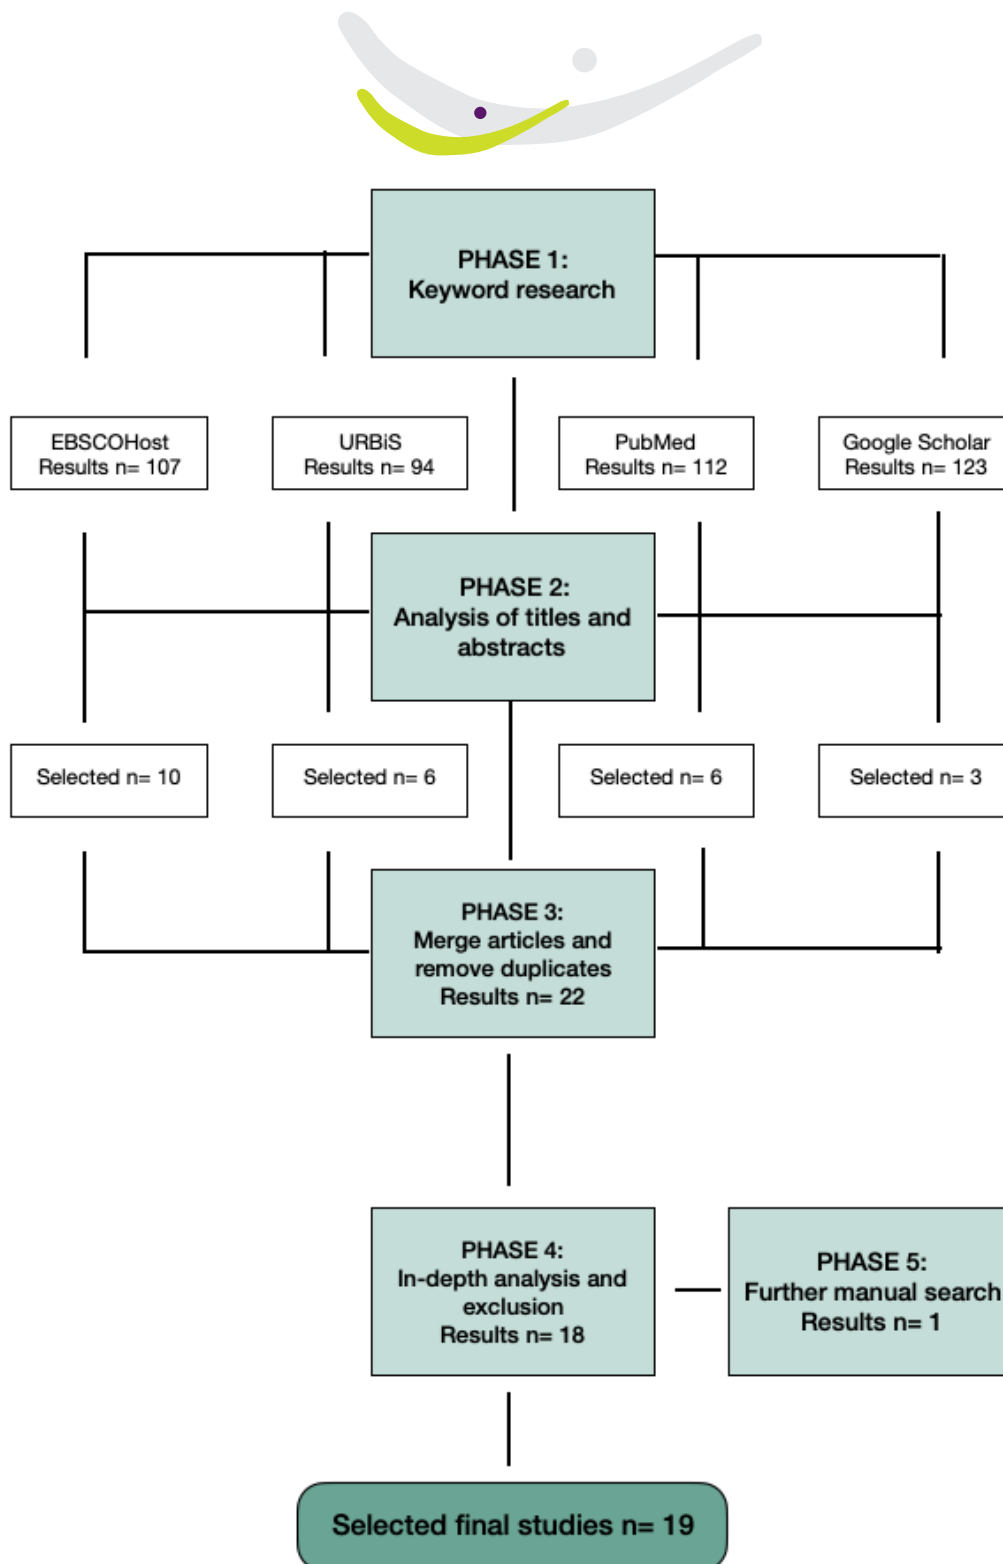 PHASE 1:
Keyword research
EBSCOHost
Results n= 107
URBiS
Results n= 94
PubMed
Results n= 112
Google Scholar
Results n= 123
PHASE 2:
Analysis of titles and
abstracts
Selected n= 10
Selected n= 6
Selected n= 6
Selected n= 3
PHASE 3:
Merge articles and
remove duplicates
Results n= 22
PHASE 4:
In-depth analysis and
exclusion
Results n= 18
PHASE 5:
Further manual search
Results n= 1
Selected final studies n= 19